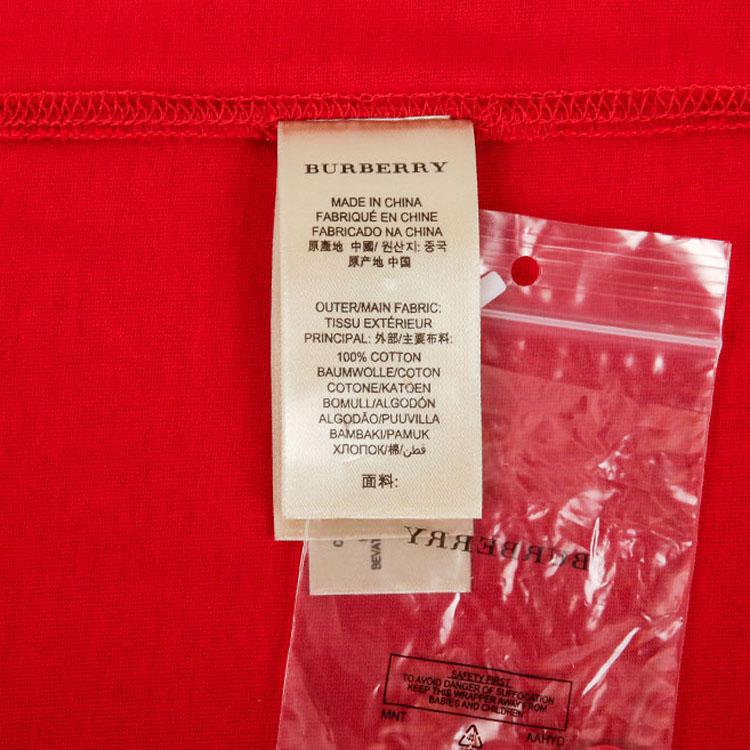 BURBERRY
MADE IN CHINA
FABRIQUÉ EN CHINE
FABRICADO NA CHINA
原產地 中國/ 원산지: 중국
原产地 中国
OUTER/MAIN FABRIC:
TISSU EXTÉRIEUR
PRINCIPAL: 外部/主要布料:
100% COTTON
BAUMWOLLE/COTON
COTONE/KATOEN
BOMULL/ALGODÓN
ALGODÃO/PUUVILLA
BAMBAKI/PAMUK
ХЛОПОК/棉/قطن
面料:
BEVAT
BURBERRY
SAFETY FIRST
TO AVOID DANGER OF SUFFOCATION
KEEP THIS WRAPPER AWAY FROM
BABIES AND CHILDREN
MNT AAHYD